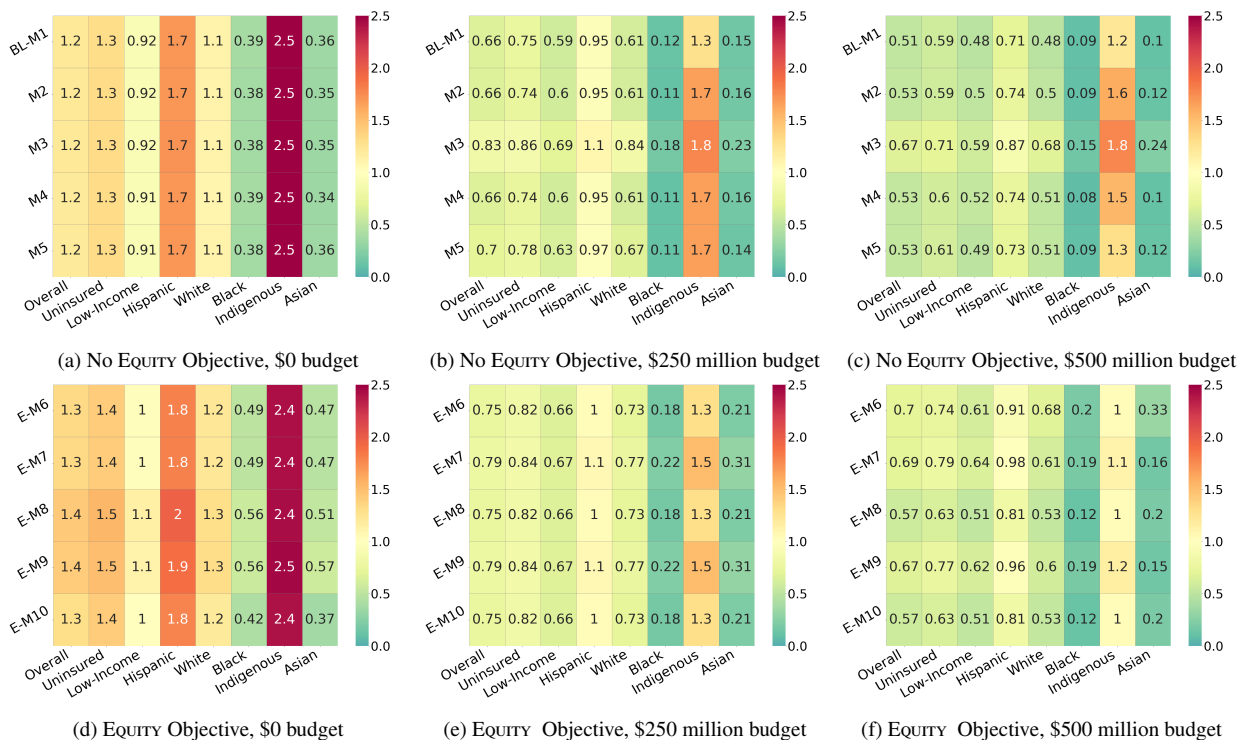 BL-M1 1.2 1.3 0.92 1.7 1.1 0.39 2.5 0.36
M2 1.2 1.3 0.92 1.7 1.1 0.38 2.5 0.35
M3 1.2 1.3 0.92 1.7 1.1 0.38 2.5 0.35
M4 1.2 1.3 0.91 1.7 1.1 0.39 2.5 0.34
M5 1.2 1.3 0.91 1.7 1.1 0.38 2.5 0.36
Overall Uninsured Low-Income Hispanic White Black Indigenous Asian
2.5
2.0
1.5
1.0
0.5
0.0
(a) No EQUITY Objective, $0 budget
BL-M1 0.66 0.75 0.59 0.95 0.61 0.12 1.3 0.15
M2 0.66 0.74 0.6 0.95 0.61 0.11 1.7 0.16
M3 0.83 0.86 0.69 1.1 0.84 0.18 1.8 0.23
M4 0.66 0.74 0.6 0.95 0.61 0.11 1.7 0.16
M5 0.7 0.78 0.63 0.97 0.67 0.11 1.7 0.14
Overall Uninsured Low-Income Hispanic White Black Indigenous Asian
2.5
2.0
1.5
1.0
0.5
0.0
(b) No EQUITY Objective, $250 million budget
BL-M1 0.51 0.59 0.48 0.71 0.48 0.09 1.2 0.1
M2 0.53 0.59 0.5 0.74 0.5 0.09 1.6 0.12
M3 0.67 0.71 0.59 0.87 0.68 0.15 1.8 0.24
M4 0.53 0.6 0.52 0.74 0.51 0.08 1.5 0.1
M5 0.53 0.61 0.49 0.73 0.51 0.09 1.3 0.12
Overall Uninsured Low-Income Hispanic White Black Indigenous Asian
2.5
2.0
1.5
1.0
0.5
0.0
(c) No EQUITY Objective, $500 million budget
E-M6 1.3 1.4 1 1.8 1.2 0.49 2.4 0.47
E-M7 1.3 1.4 1 1.8 1.2 0.49 2.4 0.47
E-M8 1.4 1.5 1.1 2 1.3 0.56 2.4 0.51
E-M9 1.4 1.5 1.1 1.9 1.3 0.56 2.5 0.57
E-M10 1.3 1.4 1 1.8 1.2 0.42 2.4 0.37
Overall Uninsured Low-Income Hispanic White Black Indigenous Asian
2.5
2.0
1.5
1.0
0.5
0.0
(d) EQUITY Objective, $0 budget
E-M6 0.75 0.82 0.66 1 0.73 0.18 1.3 0.21
E-M7 0.79 0.84 0.67 1.1 0.77 0.22 1.5 0.31
E-M8 0.75 0.82 0.66 1 0.73 0.18 1.3 0.21
E-M9 0.79 0.84 0.67 1.1 0.77 0.22 1.5 0.31
E-M10 0.75 0.82 0.66 1 0.73 0.18 1.3 0.21
Overall Uninsured Low-Income Hispanic White Black Indigenous Asian
2.5
2.0
1.5
1.0
0.5
0.0
(e) EQUITY Objective, $250 million budget
E-M6 0.7 0.74 0.61 0.91 0.68 0.2 1 0.33
E-M7 0.69 0.79 0.64 0.98 0.61 0.19 1.1 0.16
E-M8 0.57 0.63 0.51 0.81 0.53 0.12 1 0.2
E-M9 0.67 0.77 0.62 0.96 0.6 0.19 1.2 0.15
E-M10 0.57 0.63 0.51 0.81 0.53 0.12 1 0.2
Overall Uninsured Low-Income Hispanic White Black Indigenous Asian
2.5
2.0
1.5
1.0
0.5
0.0
(f) EQUITY Objective, $500 million budget